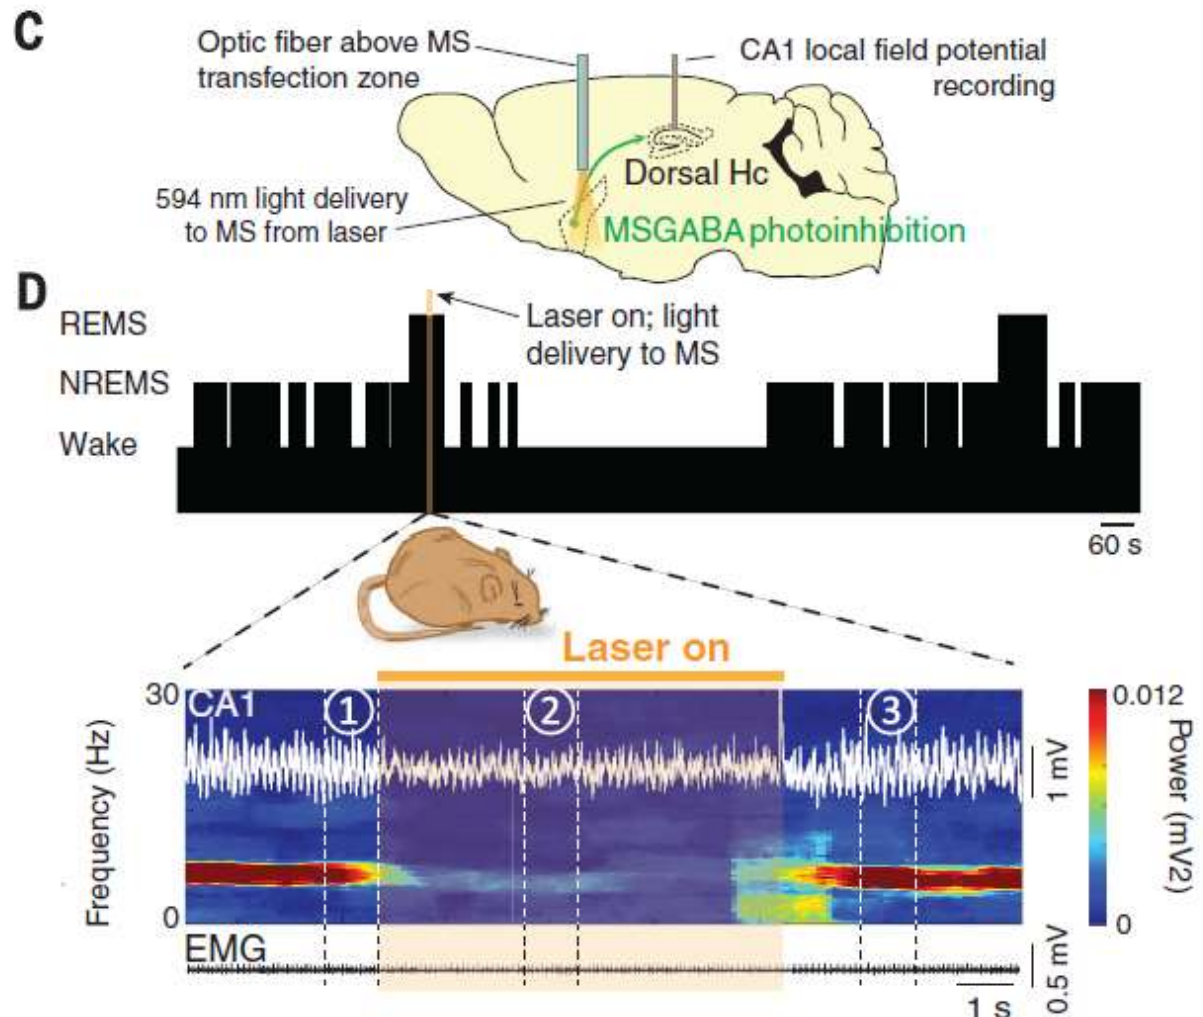 C
Optic fiber above MS
transfection zone
CA1 local field potential
recording
Dorsal Hc
594 nm light delivery
to MS from laser
MSGABA photoinhibition
D
REMS
Laser on; light
delivery to MS
NREMS
Wake
60 s
Laser on
30
CA1
1
2
3
0.012
Frequency (Hz)
1 mV
Power (mV2)
0
0
EMG
0.5 mV
1 s